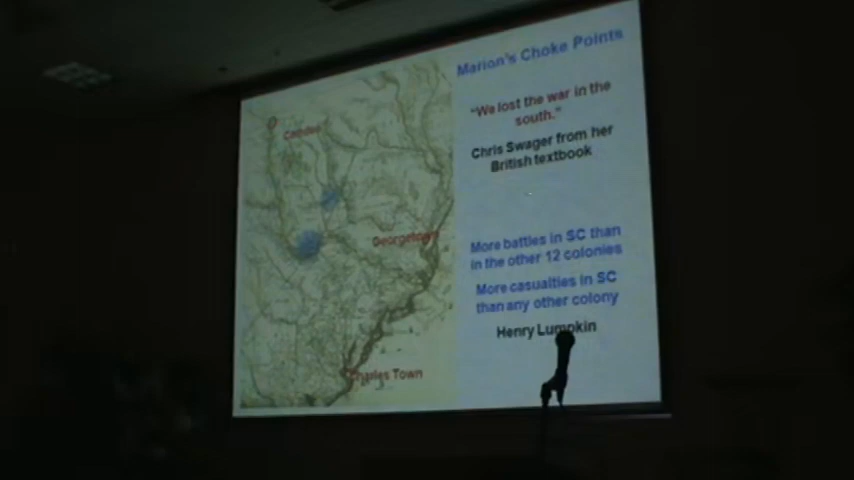 Marion's Choke Points
"We lost the war in the
south."
Chris Swager from her
British textbook
More battles in SC than
in the other 12 colonies
More casualties in SC
than any other colony
Henry Lumpkin
Camden
Georgetown
Charles Town